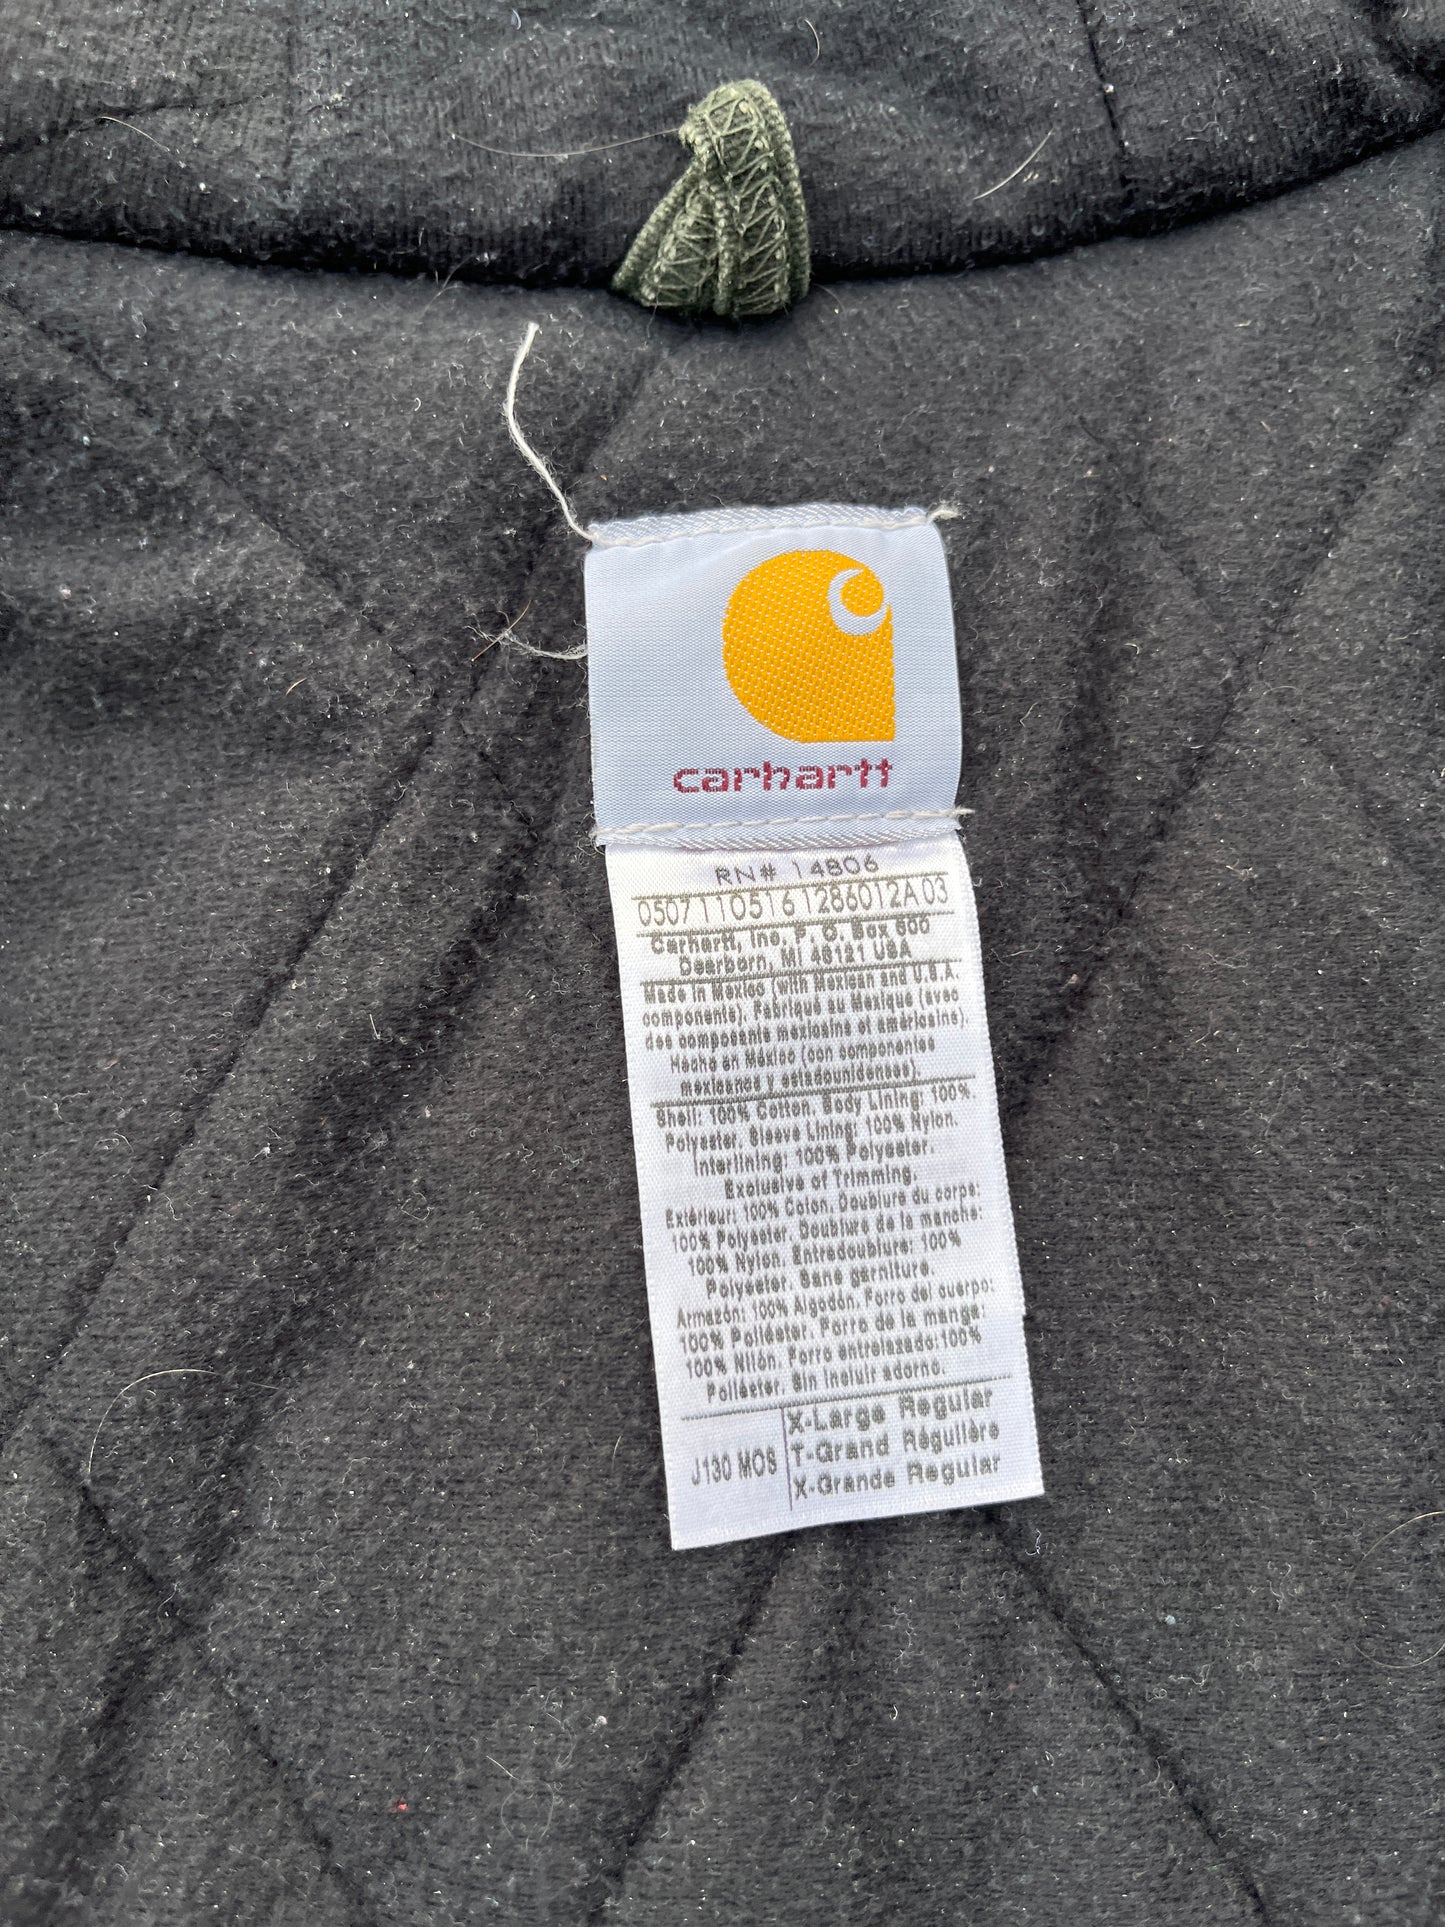 carhartt
RN# 14806
0507110516128 6012A03
Carhartt, Inc, P. O. Box 600
Dearborn, MI 48121 USA
Made in Mexico (with Mexican and U.S.A.
components). Fabriqué au Mexique (avec
des composants mexicains et américains).
Hecho en México (con componentes
mexicanos y estadounidenses).
Shell: 100% Cotton. Body Lining: 100%.
Polyester. Sleeve Lining: 100% Nylon.
Interlining: 100% Polyester.
Exclusive of Trimming.
Extérieur: 100% Coton. Doublure du corps:
100% Polyester. Doublure de la manche:
100% Nylon. Entredoublure: 100%
Polyester. Sans garniture.
Armazón: 100% Algodón. Forro del cuerpo:
100% Poliéster. Forro de la manga:
100% Nilón. Forro entrelazado:100%
Poliéster. Sin incluir adorno.
J130 MOS
X-Large Regular
T-Grand Régulière
X-Grande Regular